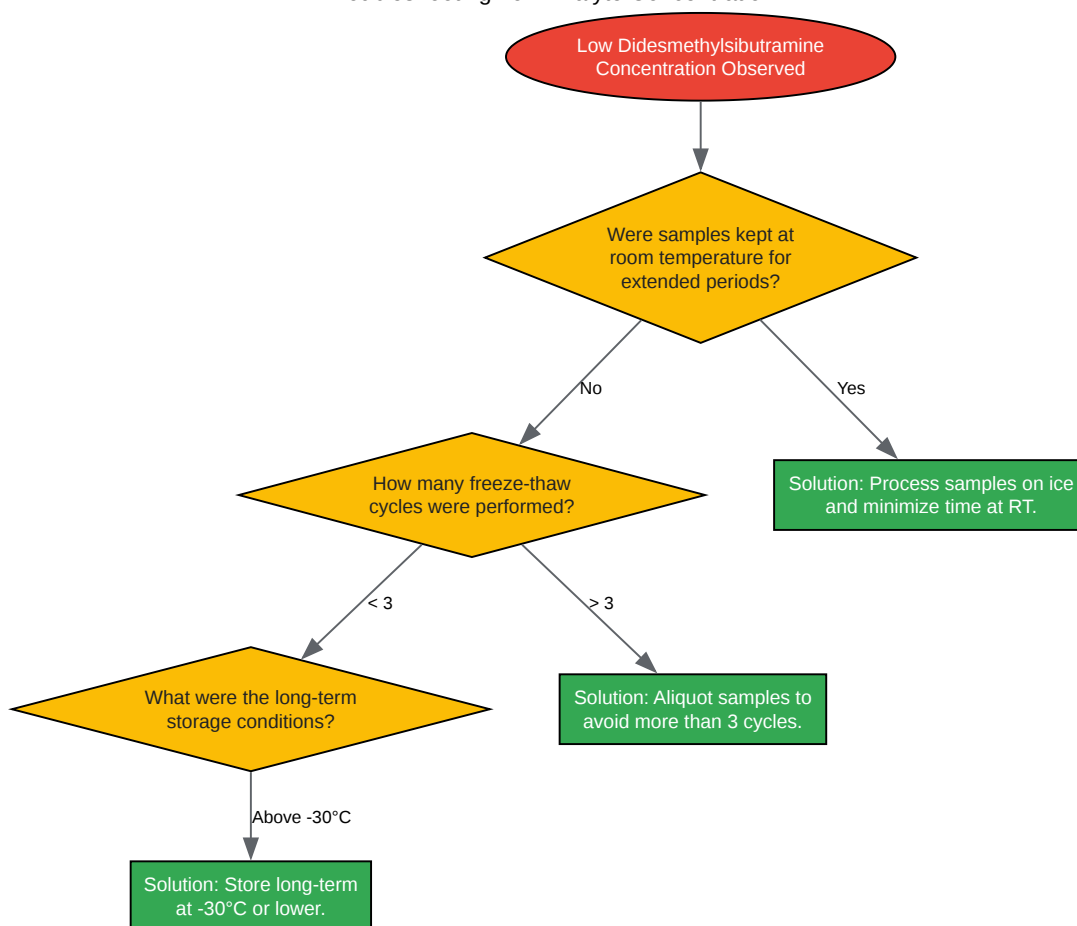 Low Didesmethylsibutramine
Concentration Observed
Were samples kept at
room temperature for
extended periods?
No
Yes
How many freeze-thaw
cycles were performed?
Solution: Process samples on ice
and minimize time at RT.
< 3
> 3
What were the long-term
storage conditions?
Solution: Aliquot samples to
avoid more than 3 cycles.
Above -30°C
Solution: Store long-term
at -30°C or lower.